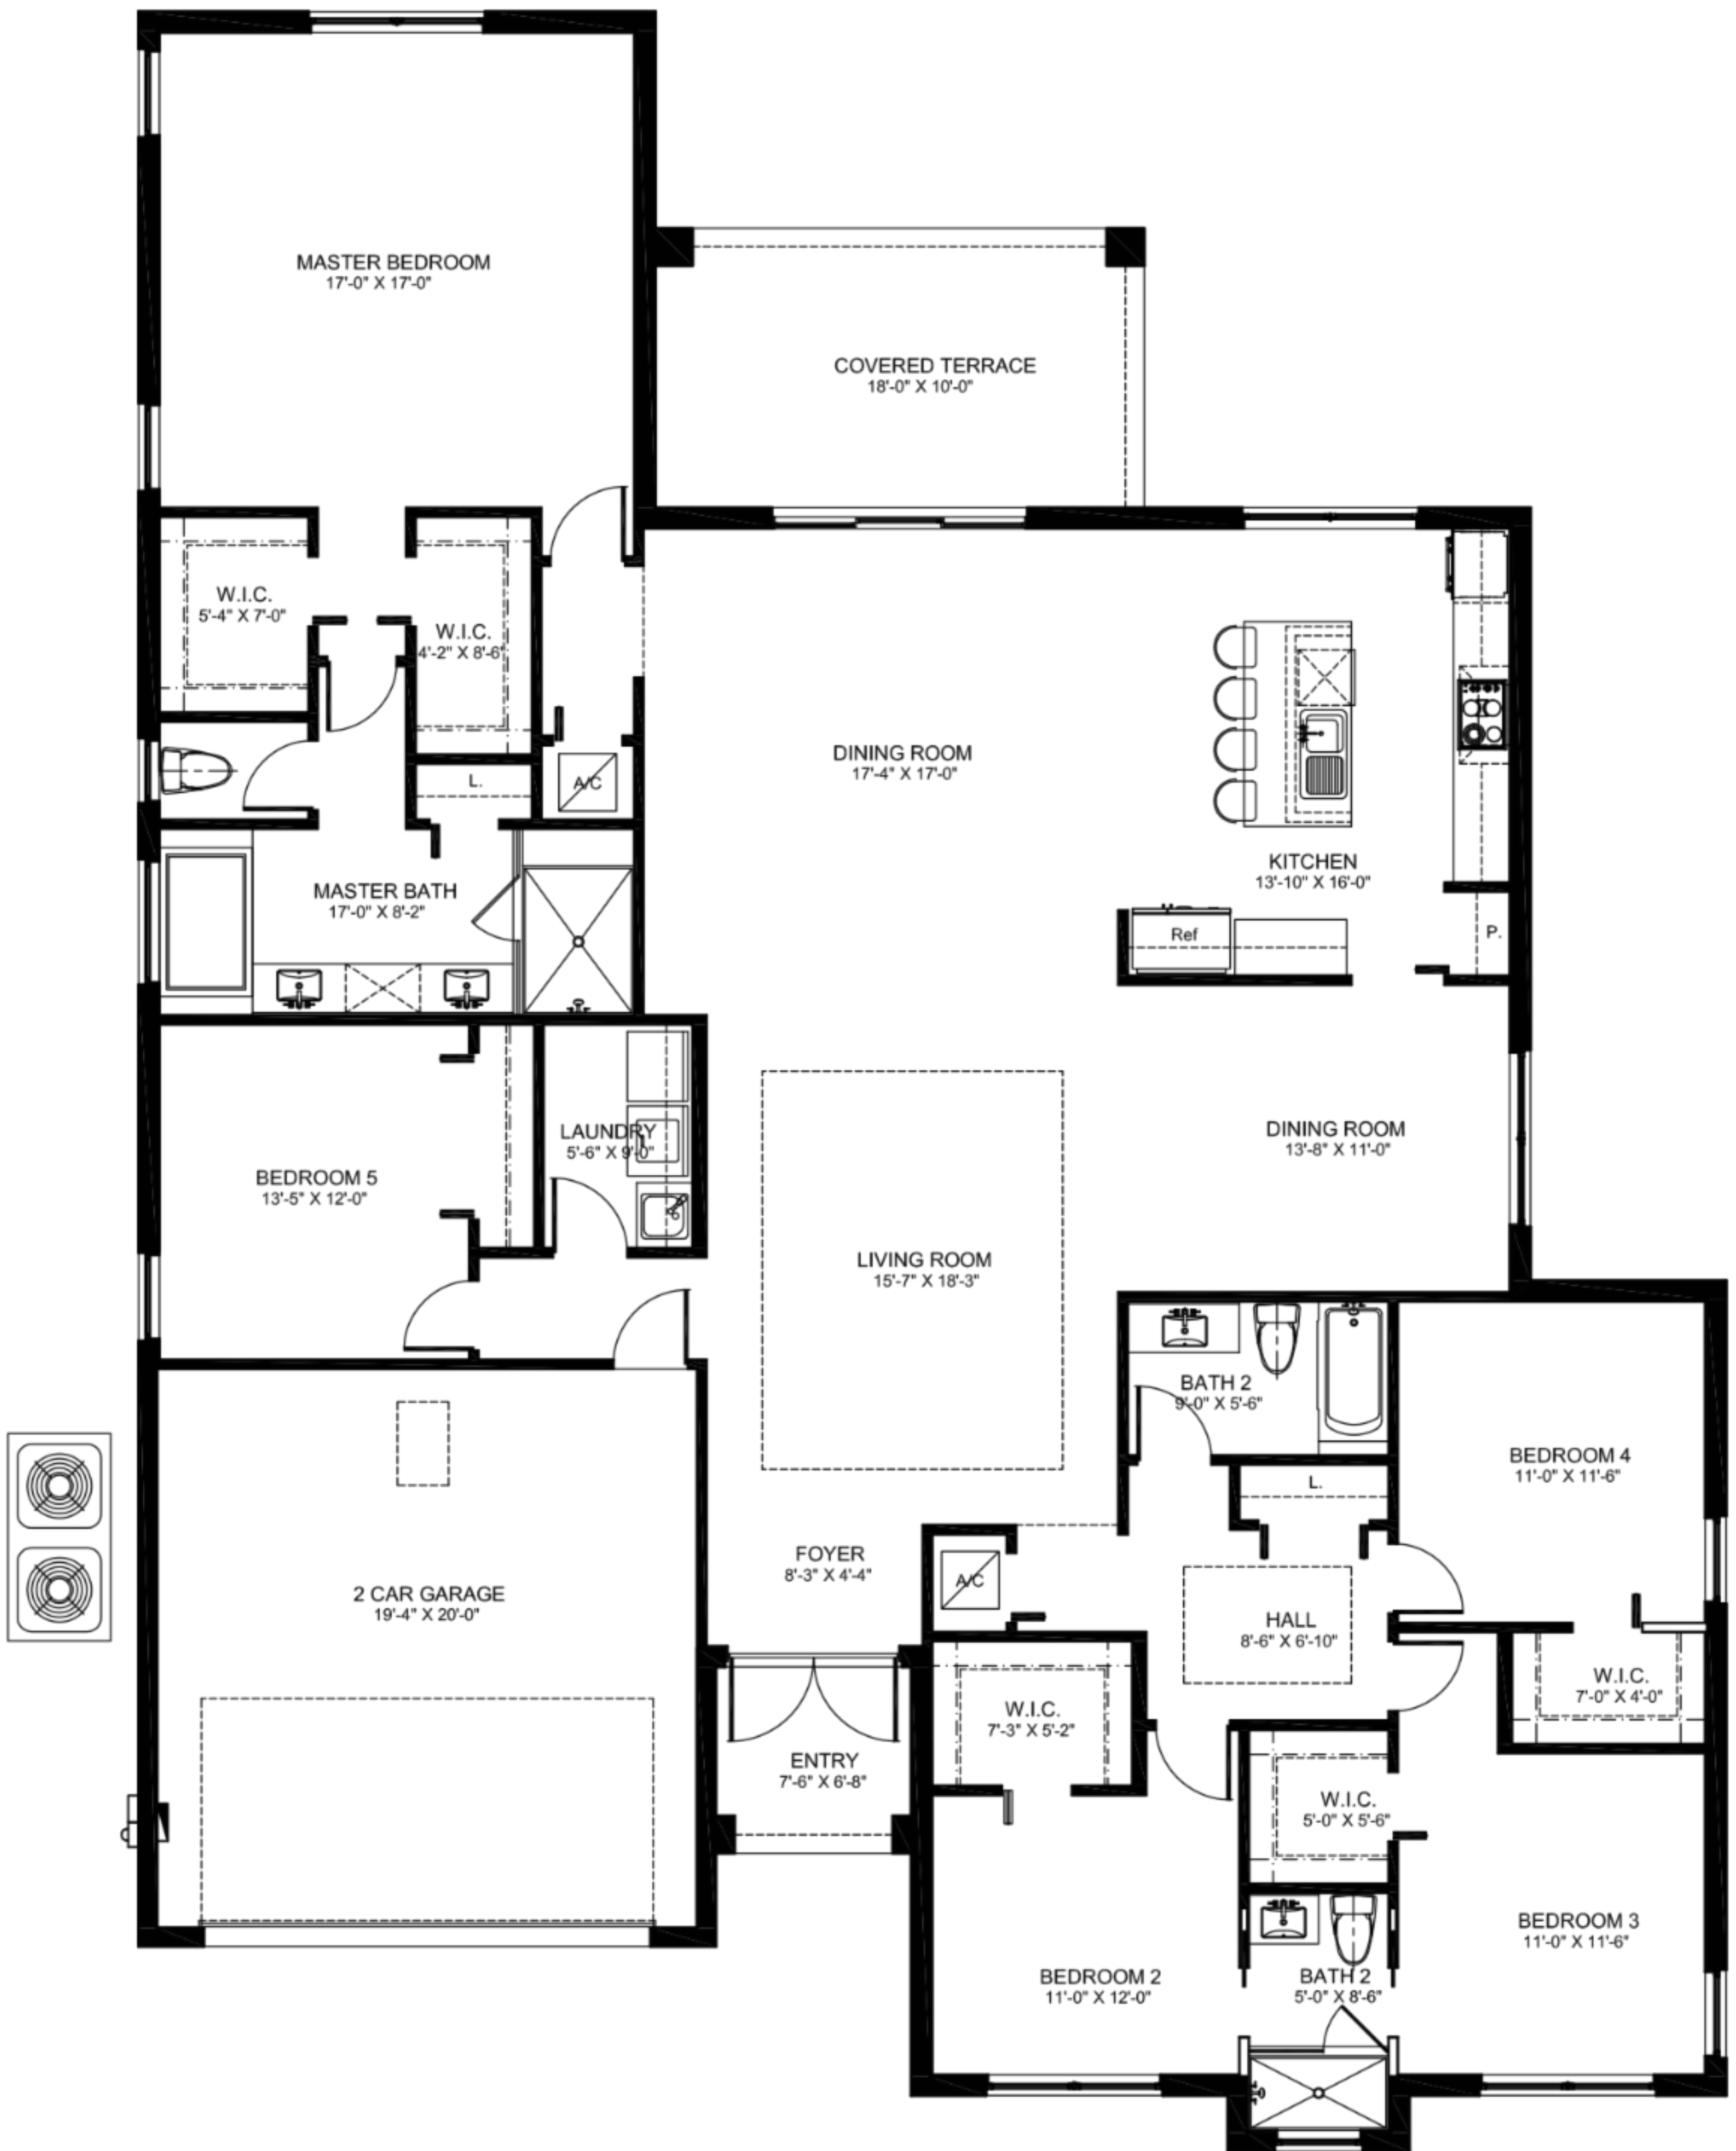 MASTER BEDROOM
17'-0" X 17'-0"
COVERED TERRACE
18'-0" X 10'-0"
W.I.C.
5'-4" X 7'-0"
W.I.C.
4'-2" X 8'-6"
DINING ROOM
17'-4" X 17'-0"
L.
A/C
KITCHEN
13'-10" X 16'-0"
MASTER BATH
17'-0" X 8'-2"
Ref
P.
LAUNDRY
5'-6" X 9'-0"
DINING ROOM
13'-8" X 11'-0"
BEDROOM 5
13'-5" X 12'-0"
LIVING ROOM
15'-7" X 18'-3"
BATH 2
9'-0" X 5'-6"
BEDROOM 4
11'-0" X 11'-6"
L.
FOYER
8'-3" X 4'-4"
A/C
2 CAR GARAGE
19'-4" X 20'-0"
HALL
8'-6" X 6'-10"
W.I.C.
7'-0" X 4'-0"
W.I.C.
7'-3" X 5'-2"
ENTRY
7'-6" X 6'-8"
W.I.C.
5'-0" X 5'-6"
BEDROOM 3
11'-0" X 11'-6"
BEDROOM 2
11'-0" X 12'-0"
BATH 2
5'-0" X 8'-6"